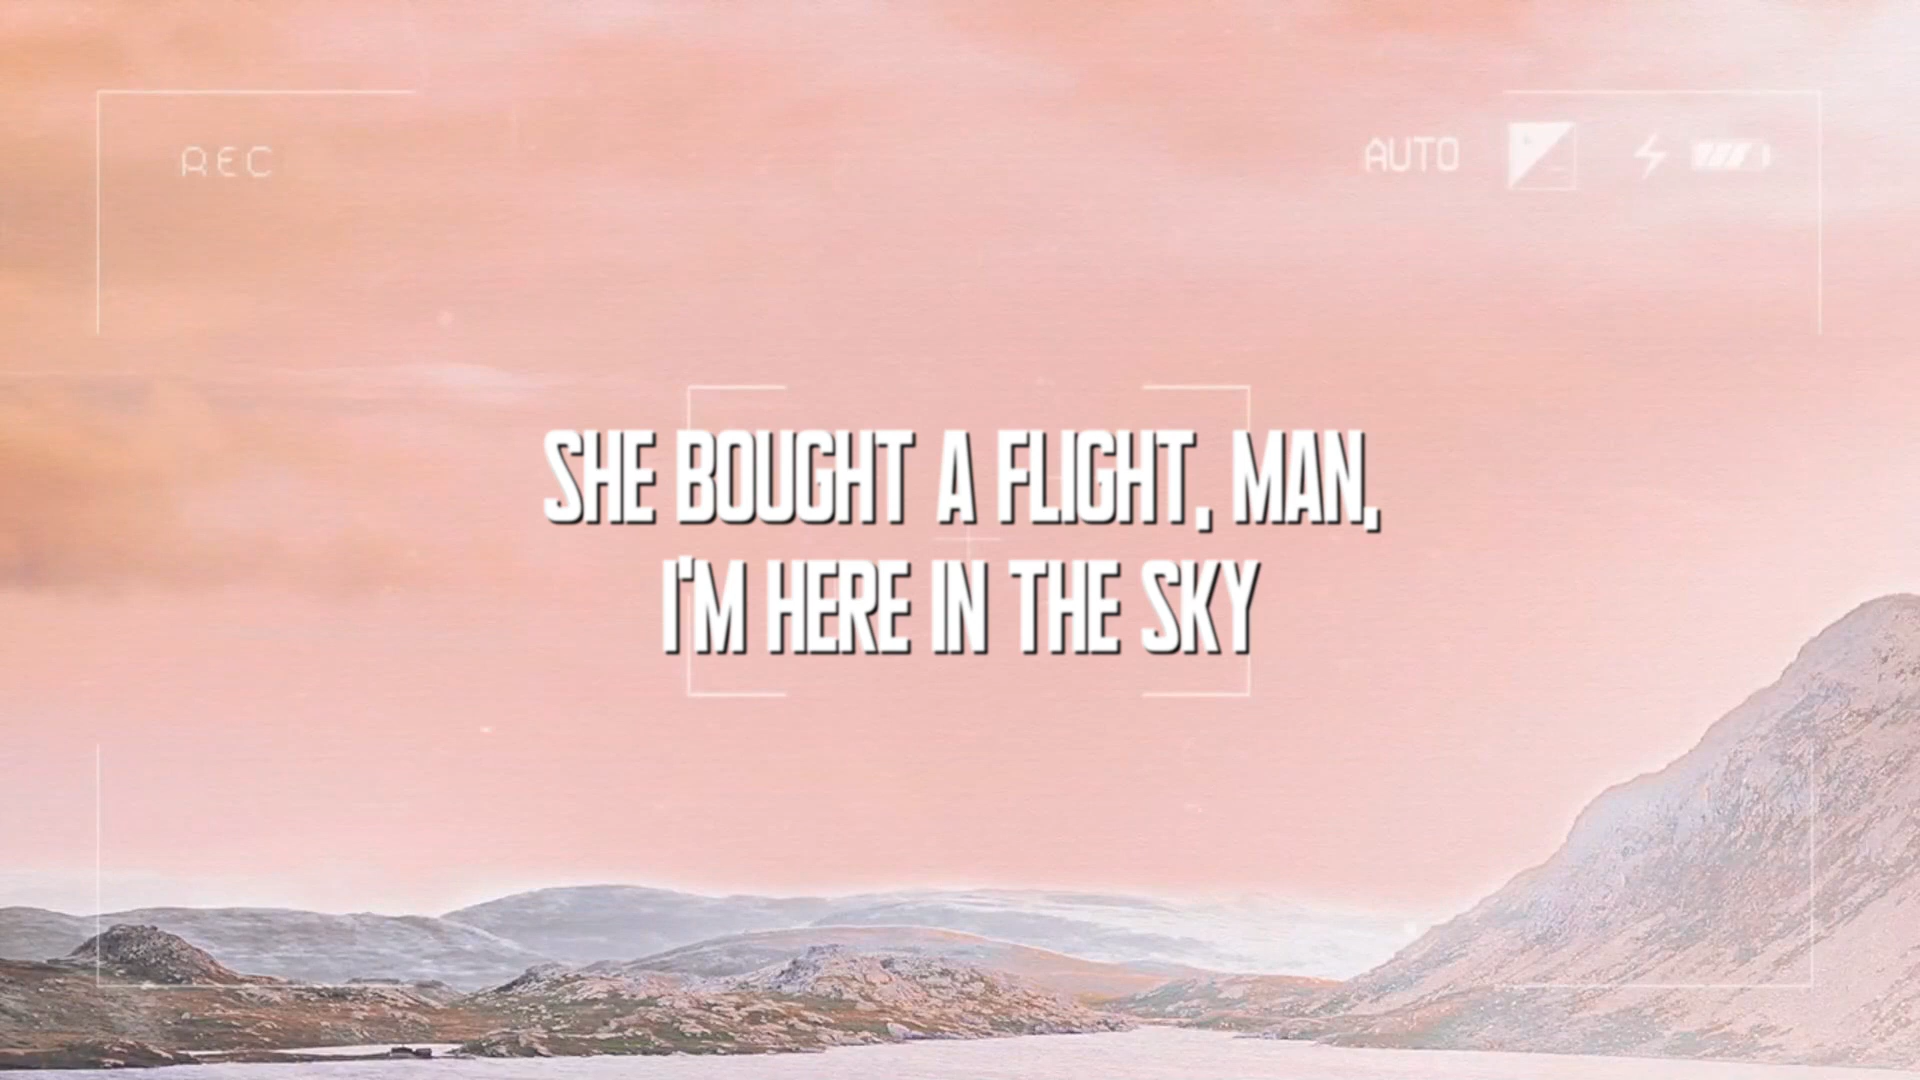 REC
AUTO
SHE BOUGHT A FLIGHT, MAN,
I'M HERE IN THE SKY